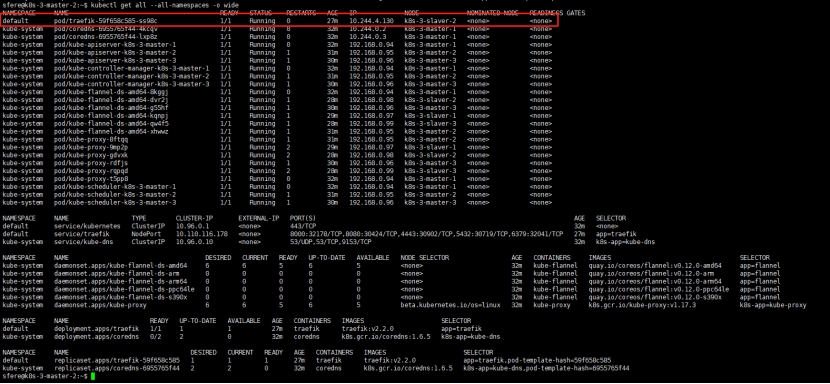 sfere@k8s-3-master-2:~$ kubectl get all --all-namespaces -o wide
NAMESPACE NAME READY STATUS RESTARTS AGE IP NODE NOMINATED NODE READINESS GATES
default pod/traefik-59f658c585-ss98c 1/1 Running 0 27m 10.244.4.130 k8s-3-slaver-2 <none> <none>
kube-system pod/coredns-6955765f44-4kcqv 0/1 Running 0 32m 10.244.0.2 k8s-3-master-1 <none> <none>
kube-system pod/coredns-6955765f44-lxp8z 0/1 Running 0 32m 10.244.0.3 k8s-3-master-1 <none> <none>
kube-system pod/kube-apiserver-k8s-3-master-1 1/1 Running 0 32m 192.168.0.94 k8s-3-master-1 <none> <none>
kube-system pod/kube-apiserver-k8s-3-master-2 1/1 Running 1 31m 192.168.0.95 k8s-3-master-2 <none> <none>
kube-system pod/kube-apiserver-k8s-3-master-3 1/1 Running 1 30m 192.168.0.96 k8s-3-master-3 <none> <none>
kube-system pod/kube-controller-manager-k8s-3-master-1 1/1 Running 0 32m 192.168.0.94 k8s-3-master-1 <none> <none>
kube-system pod/kube-controller-manager-k8s-3-master-2 1/1 Running 1 31m 192.168.0.95 k8s-3-master-2 <none> <none>
kube-system pod/kube-controller-manager-k8s-3-master-3 1/1 Running 1 30m 192.168.0.96 k8s-3-master-3 <none> <none>
kube-system pod/kube-flannel-ds-amd64-8kggj 1/1 Running 0 32m 192.168.0.94 k8s-3-master-1 <none> <none>
kube-system pod/kube-flannel-ds-amd64-dvr2j 1/1 Running 1 28m 192.168.0.98 k8s-3-slaver-2 <none> <none>
kube-system pod/kube-flannel-ds-amd64-g55hf 1/1 Running 1 30m 192.168.0.96 k8s-3-master-3 <none> <none>
kube-system pod/kube-flannel-ds-amd64-kqnpj 1/1 Running 1 29m 192.168.0.97 k8s-3-slaver-1 <none> <none>
kube-system pod/kube-flannel-ds-amd64-qw4f5 1/1 Running 1 28m 192.168.0.99 k8s-3-slaver-3 <none> <none>
kube-system pod/kube-flannel-ds-amd64-xhwwz 1/1 Running 1 31m 192.168.0.95 k8s-3-master-2 <none> <none>
kube-system pod/kube-proxy-8ftqq 1/1 Running 1 31m 192.168.0.95 k8s-3-master-2 <none> <none>
kube-system pod/kube-proxy-9mp2p 1/1 Running 2 29m 192.168.0.97 k8s-3-slaver-1 <none> <none>
kube-system pod/kube-proxy-gdvxk 1/1 Running 2 28m 192.168.0.98 k8s-3-slaver-2 <none> <none>
kube-system pod/kube-proxy-rdfjs 1/1 Running 1 30m 192.168.0.96 k8s-3-master-3 <none> <none>
kube-system pod/kube-proxy-rqpqd 1/1 Running 2 28m 192.168.0.99 k8s-3-slaver-3 <none> <none>
kube-system pod/kube-proxy-t5pp8 1/1 Running 0 32m 192.168.0.94 k8s-3-master-1 <none> <none>
kube-system pod/kube-scheduler-k8s-3-master-1 1/1 Running 0 32m 192.168.0.94 k8s-3-master-1 <none> <none>
kube-system pod/kube-scheduler-k8s-3-master-2 1/1 Running 1 31m 192.168.0.95 k8s-3-master-2 <none> <none>
kube-system pod/kube-scheduler-k8s-3-master-3 1/1 Running 1 30m 192.168.0.96 k8s-3-master-3 <none> <none>
NAMESPACE NAME TYPE CLUSTER-IP EXTERNAL-IP PORT(S) AGE SELECTOR
default service/kubernetes ClusterIP 10.96.0.1 <none> 443/TCP 32m <none>
default service/traefik NodePort 10.110.116.178 <none> 8000:32178/TCP,8080:30424/TCP,4443:30902/TCP,5432:30719/TCP,6379:32041/TCP 27m app=traefik
kube-system service/kube-dns ClusterIP 10.96.0.10 <none> 53/UDP,53/TCP,9153/TCP 32m k8s-app=kube-dns
NAMESPACE NAME DESIRED CURRENT READY UP-TO-DATE AVAILABLE NODE SELECTOR AGE CONTAINERS IMAGES SELECTOR
kube-system daemonset.apps/kube-flannel-ds-amd64 6 6 5 6 5 <none> 32m kube-flannel quay.io/coreos/flannel:v0.12.0-amd64 app=flannel
kube-system daemonset.apps/kube-flannel-ds-arm 0 0 0 0 0 <none> 32m kube-flannel quay.io/coreos/flannel:v0.12.0-arm app=flannel
kube-system daemonset.apps/kube-flannel-ds-arm64 0 0 0 0 0 <none> 32m kube-flannel quay.io/coreos/flannel:v0.12.0-arm64 app=flannel
kube-system daemonset.apps/kube-flannel-ds-ppc64le 0 0 0 0 0 <none> 32m kube-flannel quay.io/coreos/flannel:v0.12.0-ppc64le app=flannel
kube-system daemonset.apps/kube-flannel-ds-s390x 0 0 0 0 0 <none> 32m kube-flannel quay.io/coreos/flannel:v0.12.0-s390x app=flannel
kube-system daemonset.apps/kube-proxy 6 6 5 6 5 beta.kubernetes.io/os=linux 32m kube-proxy k8s.gcr.io/kube-proxy:v1.17.3 k8s-app=kube-proxy
NAMESPACE NAME READY UP-TO-DATE AVAILABLE AGE CONTAINERS IMAGES SELECTOR
default deployment.apps/traefik 1/1 1 1 27m traefik traefik:v2.2.0 app=traefik
kube-system deployment.apps/coredns 0/2 2 0 32m coredns k8s.gcr.io/coredns:1.6.5 k8s-app=kube-dns
NAMESPACE NAME DESIRED CURRENT READY AGE CONTAINERS IMAGES SELECTOR
default replicaset.apps/traefik-59f658c585 1 1 1 27m traefik traefik:v2.2.0 app=traefik,pod-template-hash=59f658c585
kube-system replicaset.apps/coredns-6955765f44 2 2 0 32m coredns k8s.gcr.io/coredns:1.6.5 k8s-app=kube-dns,pod-template-hash=6955765f44
sfere@k8s-3-master-2:~$